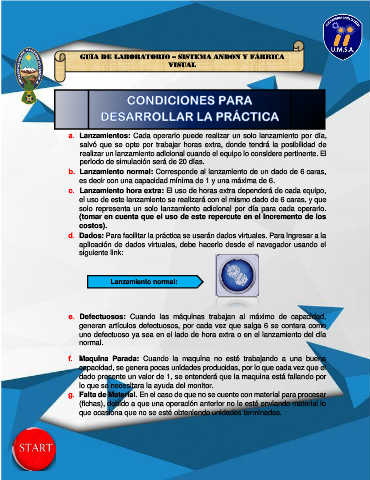 GUIA DE LABORATORIO – SISTEMA ANDON Y FÁBRICA
VISUAL
U.M.S.A.
CONDICIONES PARA
DESARROLLAR LA PRÁCTICA
a. Lanzamientos: Cada operario puede realizar un solo lanzamiento por día,
salvó que se opte por trabajar horas extra, donde tendrá la posibilidad de
realizar un lanzamiento adicional cuando el equipo lo considere pertinente. El
período de simulación será de 20 días.
b. Lanzamiento normal: Corresponde al lanzamiento de un dado de 6 caras,
es decir con una capacidad mínima de 1 y una máxima de 6.
c. Lanzamiento hora extra: El uso de horas extra dependerá de cada equipo,
el uso de este lanzamiento se realizará con el mismo dado de 6 caras, y que
solo representa un solo lanzamiento adicional por día para cada operario.
(tomar en cuenta que el uso de este repercute en el incremento de los
costos).
d. Dados: Para facilitar la práctica se usarán dados virtuales. Para ingresar a la
aplicación de dados virtuales, debe hacerlo desde el navegador usando el
siguiente link:
Lanzamiento normal:
e. Defectuosos: Cuando las máquinas trabajan al máximo de capacidad,
generan artículos defectuosos, por cada vez que salga 6 se contara como
uno defectuoso ya sea en el lado de hora extra o en el lanzamiento del día
normal.
f. Maquina Parada: Cuando la maquina no esté trabajando a una buena
capacidad, se genera pocas unidades producidas, por lo que cada vez que el
dado presente un valor de 1, se entenderá que la maquina está fallando por
lo que se necesitara la ayuda del monitor.
g. Falta de Material. En el caso de que no se cuente con material para procesar
(fichas), debido a que una operación anterior no le esté enviando material lo
que ocasiona que no se esté obteniendo unidades terminadas.
START